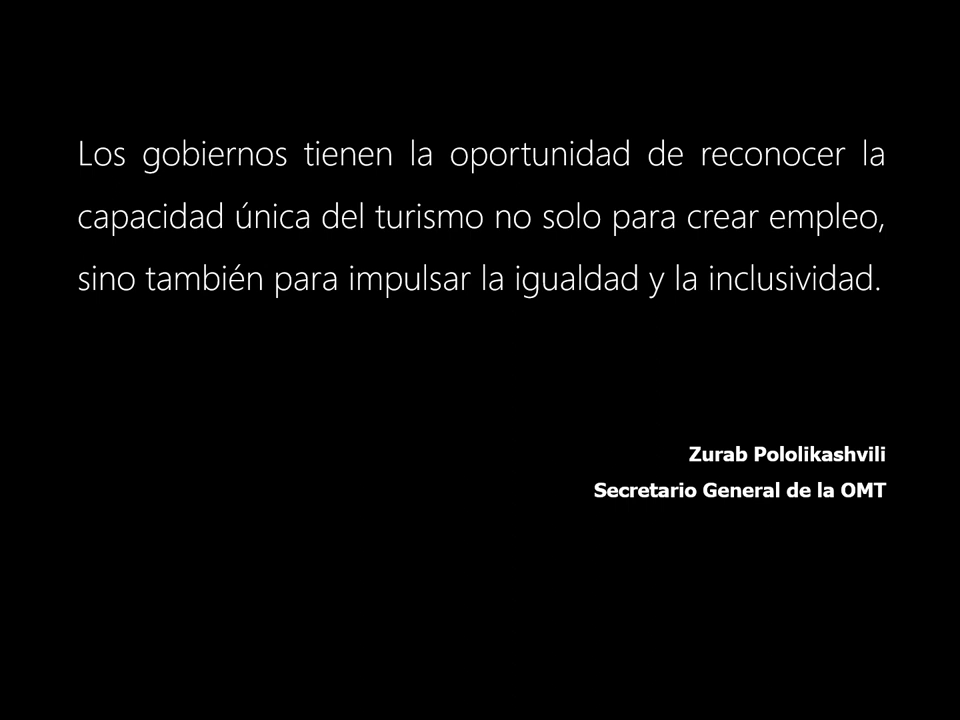 Los gobiernos tienen la oportunidad de reconocer la
capacidad única del turismo no solo para crear empleo,
sino también para impulsar la igualdad y la inclusividad.
Zurab Pololikashvili
Secretario General de la OMT